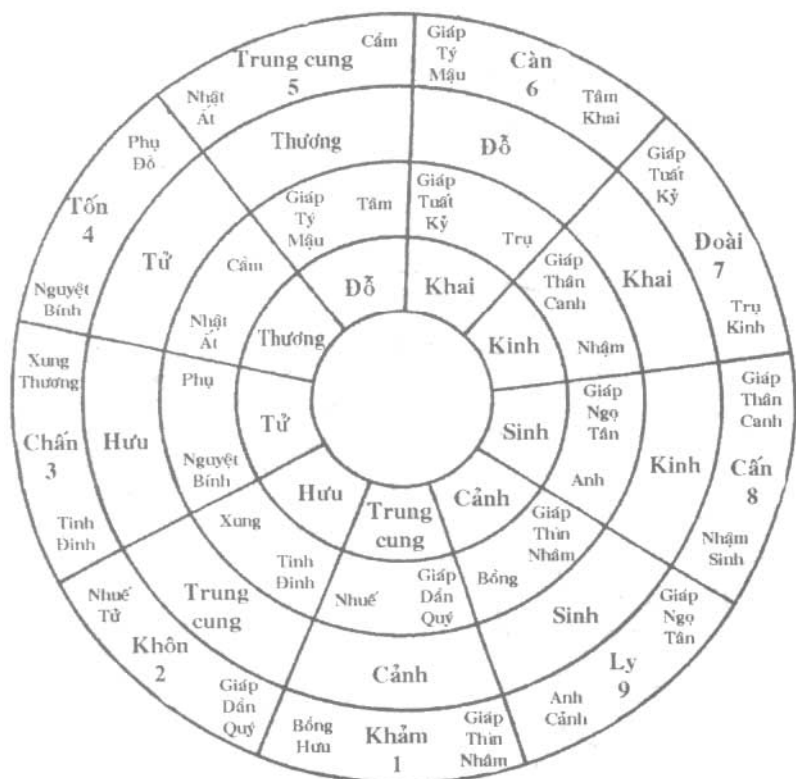 Trung cung
5
Cầm
Nhật
Ất
Giáp
Tý
Mậu
Càn
6
Tâm
Khai
Giáp
Tuất
Kỷ
Đoài
7
Trụ
Kinh
Giáp
Thân
Canh
Cấn
8
Nhậm
Sinh
Giáp
Ngọ
Tân
Ly
9
Anh
Cảnh
Giáp
Thìn
Nhâm
Khảm
1
Bồng
Hưu
Giáp
Dần
Quý
Khôn
2
Nhuế
Tử
Tinh
Đinh
Chấn
3
Xung
Thương
Nguyệt
Bính
Tốn
4
Phụ
Đỗ
Thương
Đỗ
Khai
Kinh
Sinh
Cảnh
Trung
cung
Hưu
Tử
Giáp
Tý
Mậu
Tâm
Giáp
Tuất
Kỷ
Trụ
Giáp
Thân
Canh
Nhậm
Giáp
Ngọ
Tân
Anh
Giáp
Thìn
Nhâm
Bồng
Giáp
Dần
Quý
Nhuế
Tinh
Đinh
Xung
Nguyệt
Bính
Phụ
Nhật
Ất
Cầm
Đỗ
Khai
Kinh
Sinh
Cảnh
Trung
cung
Hưu
Tử
Thương